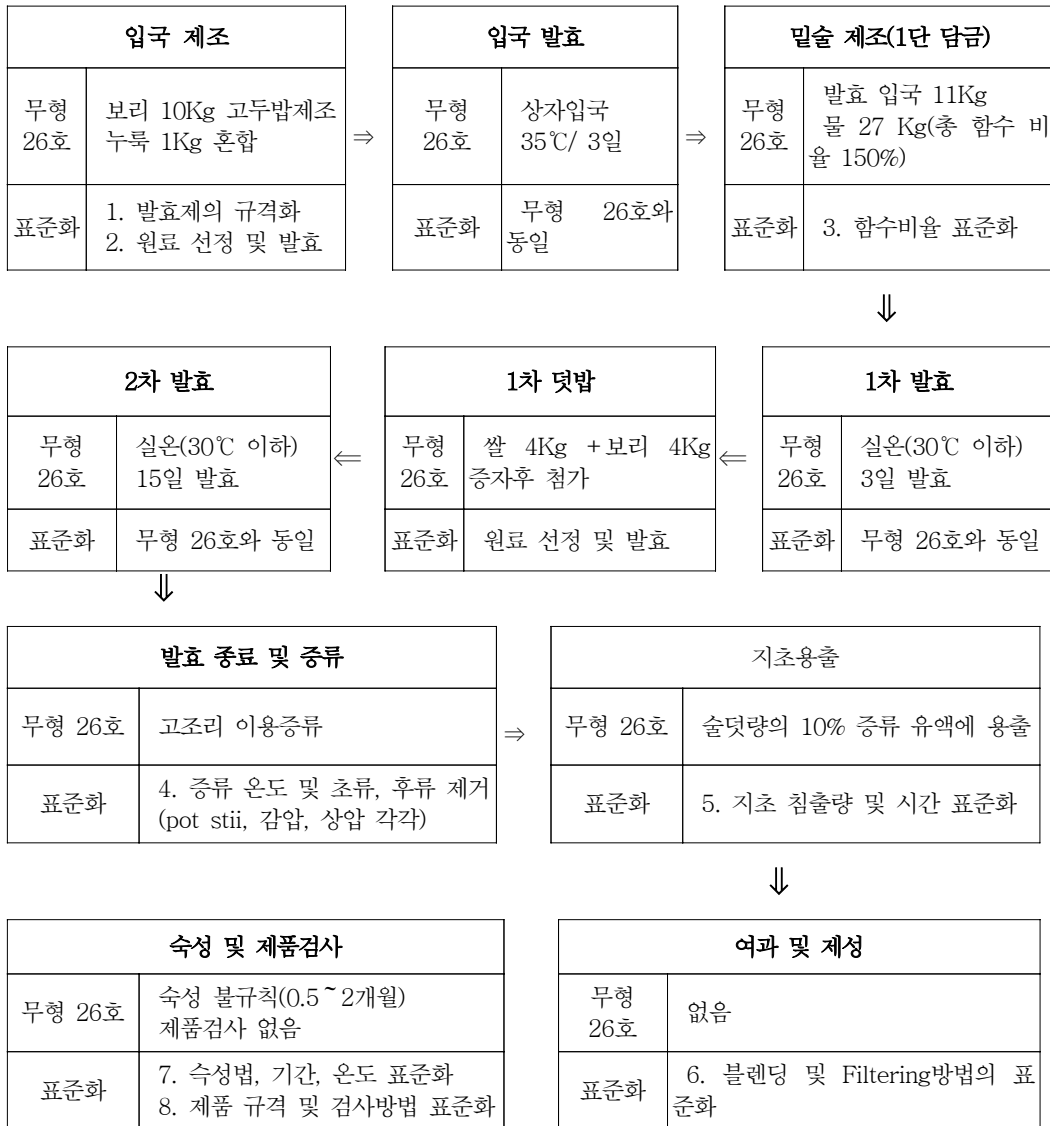 입국 제조
무형
26호
보리 10Kg 고두밥제조
누룩 1Kg 혼합
표준화
1. 발효제의 규격화
2. 원료 선정 및 발효
⇒
입국 발효
무형
26호
상자입국
35℃/ 3일
표준화
무형 26호와
동일
⇒
밑술 제조(1단 담금)
무형
26호
발효 입국 11Kg
물 27 Kg(총 함수 비
율 150%)
표준화
3. 함수비율 표준화
⇓
1차 발효
무형
26호
실온(30℃ 이하)
3일 발효
표준화
무형 26호와 동일
⇐
1차 덧밥
무형
26호
쌀 4Kg +보리 4Kg
증자후 첨가
표준화
원료 선정 및 발효
⇐
2차 발효
무형
26호
실온(30℃ 이하)
15일 발효
표준화
무형 26호와 동일
⇓
발효 종료 및 증류
무형 26호
고조리 이용증류
표준화
4. 증류 온도 및 초류, 후류 제거
(pot stii, 감압, 상압 각각)
⇒
지초용출
무형 26호
술덧량의 10% 증류 유액에 용출
표준화
5. 지초 침출량 및 시간 표준화
⇓
여과 및 제성
무형
26호
없음
표준화
6. 블렌딩 및 Filtering방법의 표
준화
숙성 및 제품검사
무형 26호
숙성 불규칙(0.5~2개월)
제품검사 없음
표준화
7. 슥성법, 기간, 온도 표준화
8. 제품 규격 및 검사방법 표준화